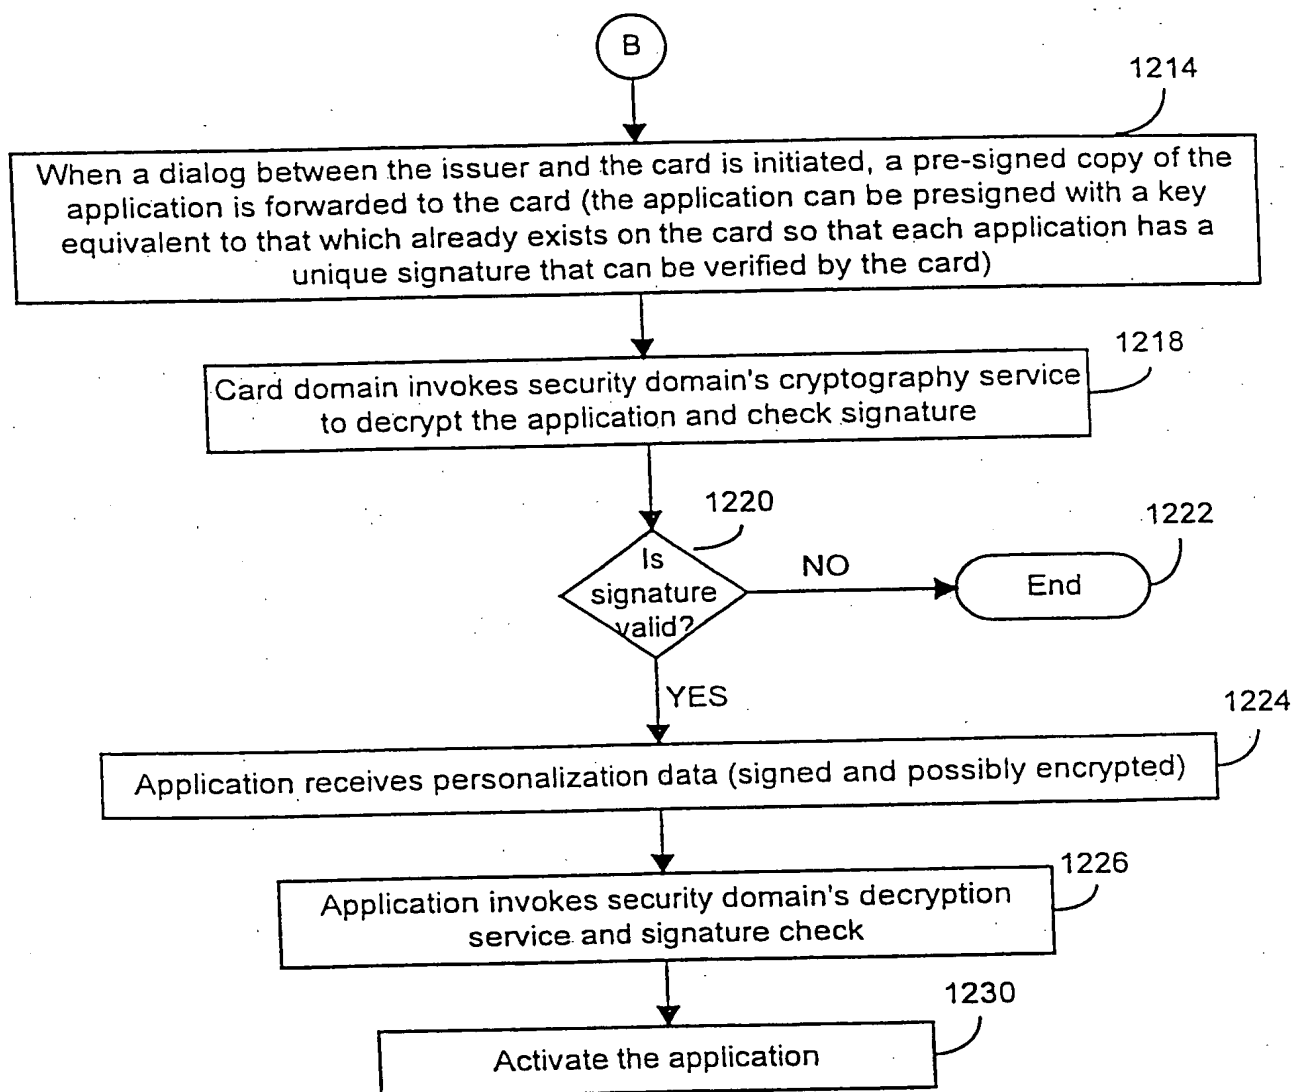 B
1214
When a dialog between the issuer and the card is initiated, a pre-signed copy of the
application is forwarded to the card (the application can be presigned with a key
equivalent to that which already exists on the card so that each application has a
unique signature that can be verified by the card)
1218
Card domain invokes security domain's cryptography service
to decrypt the application and check signature
1220
Is
signature
valid?
NO
1222
End
YES
1224
Application receives personalization data (signed and possibly encrypted)
1226
Application invokes security domain's decryption
service and signature check
1230
Activate the application